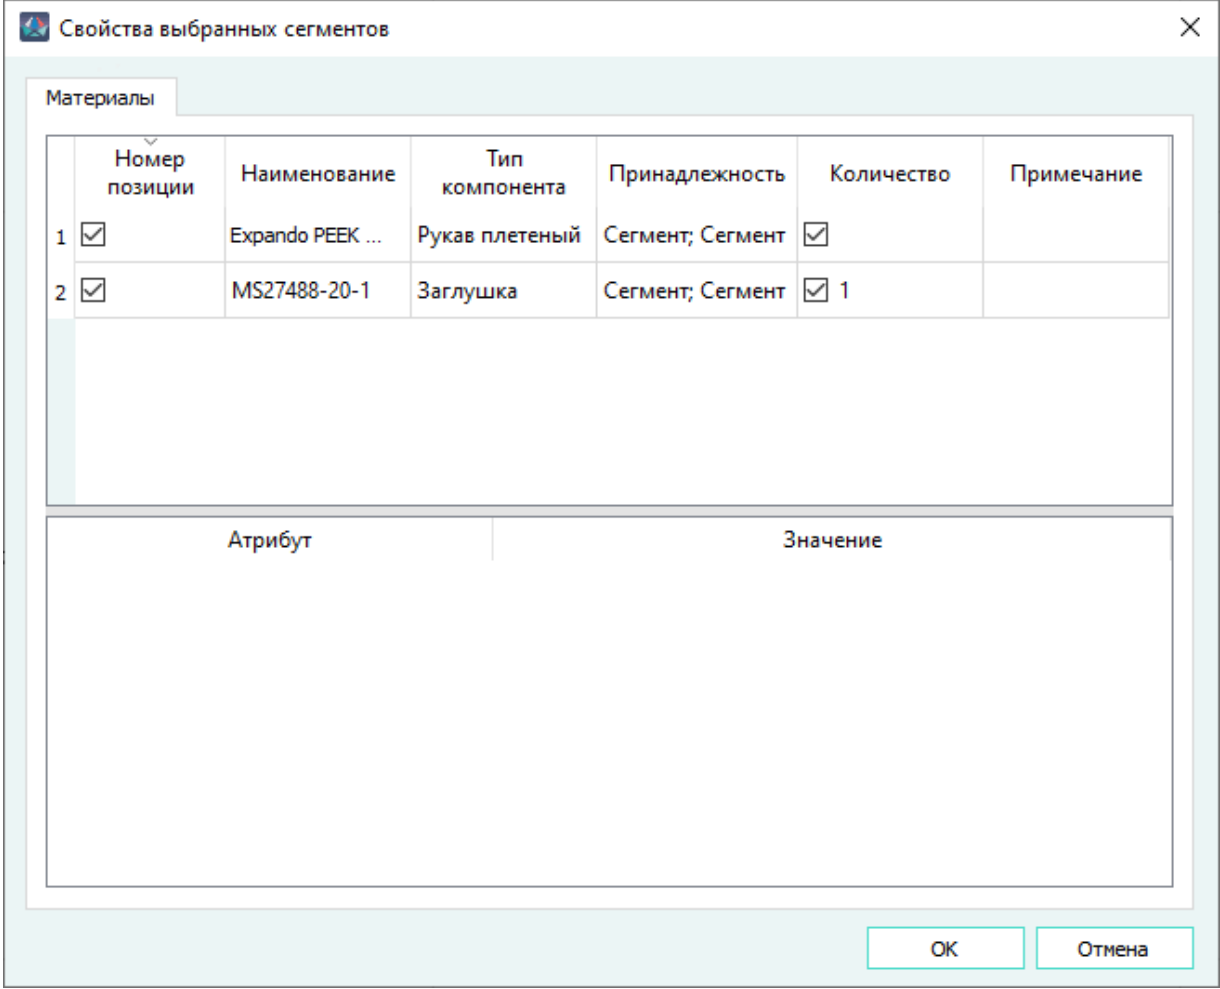 Свойства выбранных сегментов
Материалы
Номер позиции
Наименование
Тип компонента
Принадлежность
Количество
Примечание
1 Expando PEEK ... Рукав плетеный Сегмент; Сегмент
2 MS27488-20-1 Заглушка Сегмент; Сегмент 1
Атрибут Значение
OK Отмена